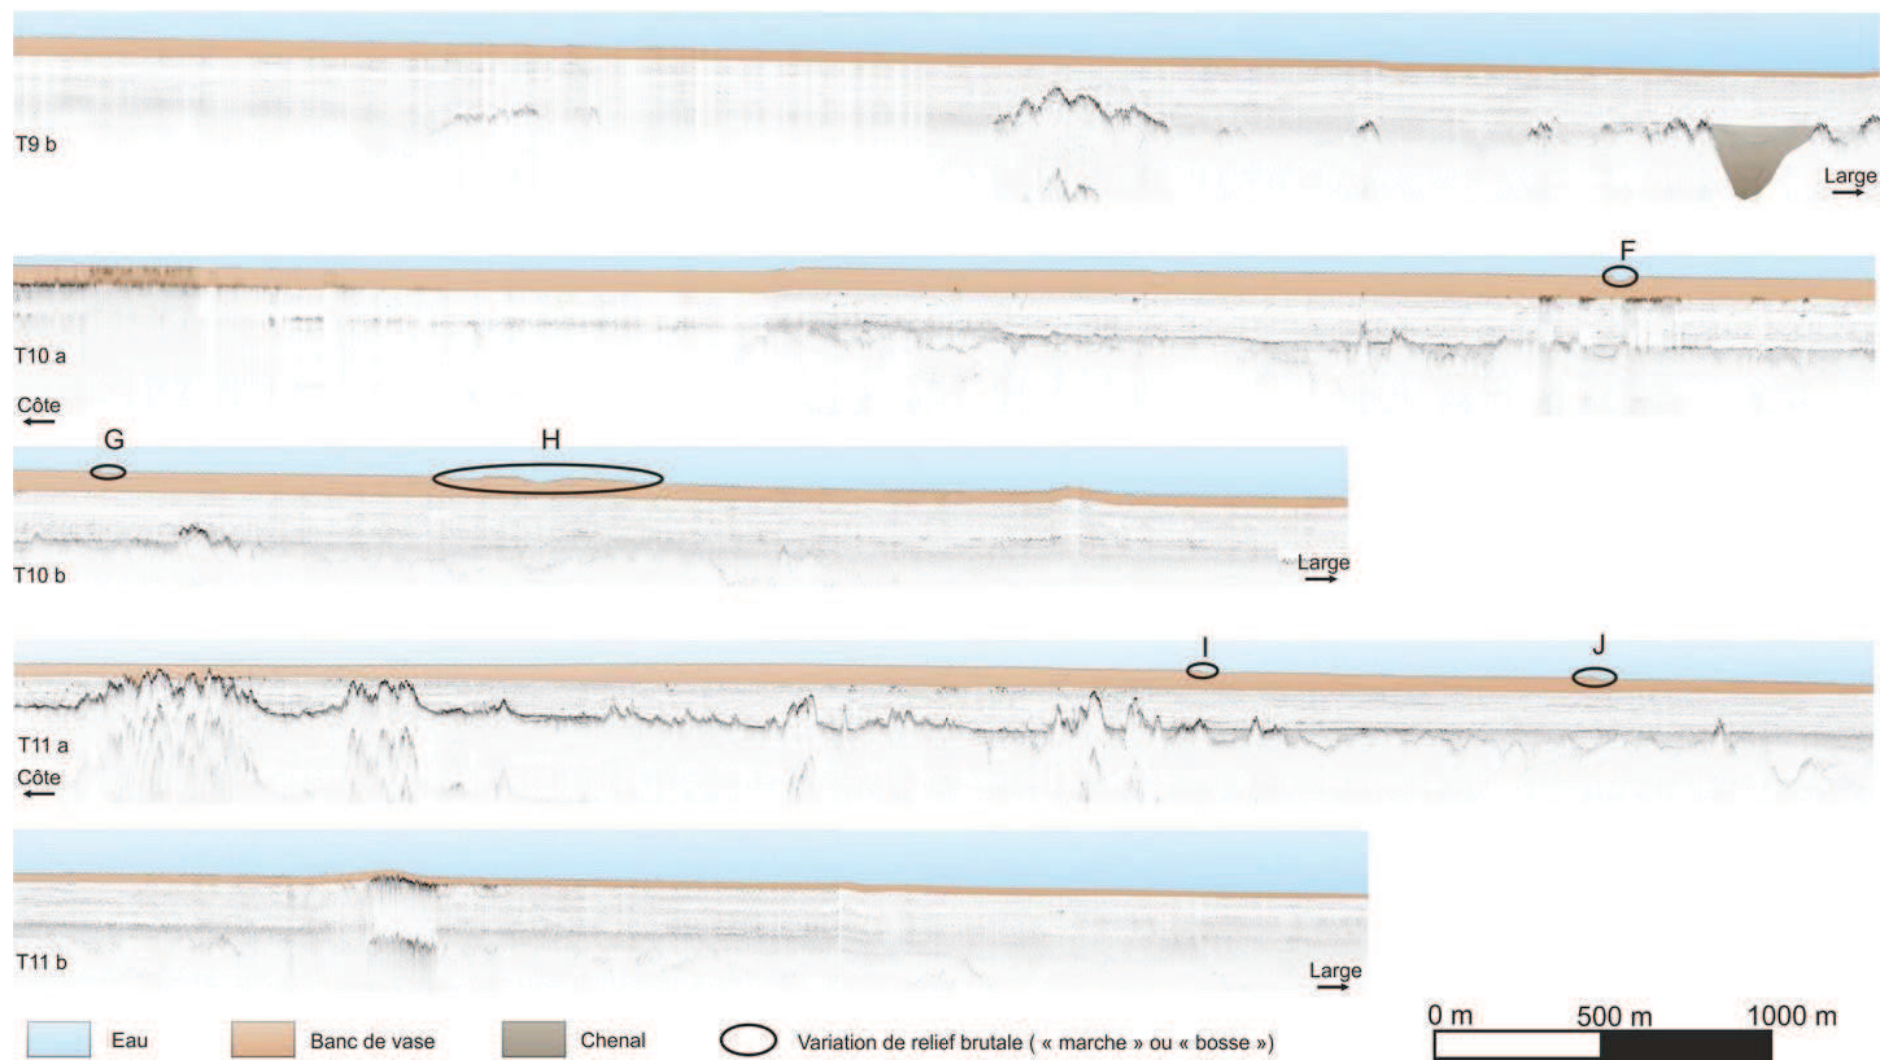 T9 b
Large
F
T10 a
Côte
G
H
T10 b
Large
I
J
T11 a
Côte
T11 b
Large
Eau
Banc de vase
Chenal
Variation de relief brutale ( « marche » ou « bosse »)
0 m
500 m
1000 m